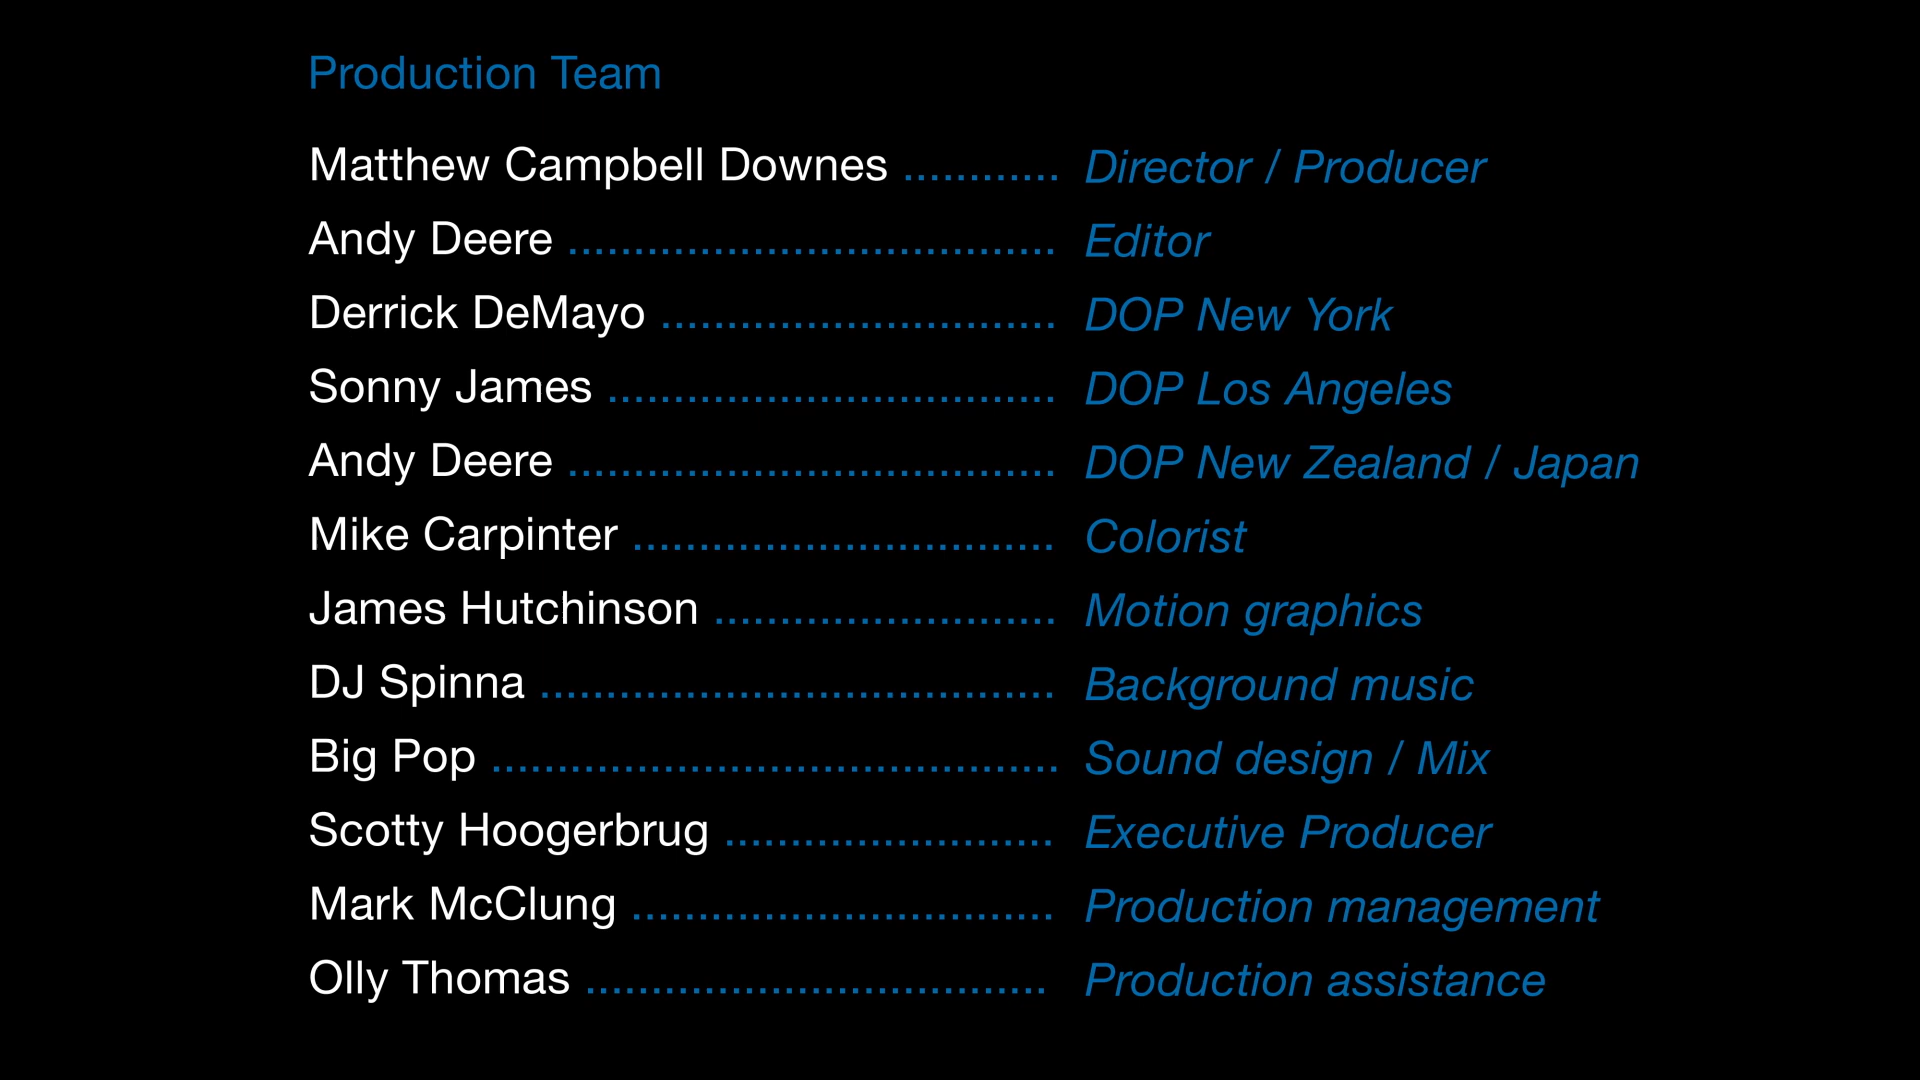 Production Team
Matthew Campbell Downes ............ Director / Producer
Andy Deere ..................................... Editor
Derrick DeMayo .............................. DOP New York
Sonny James .................................. DOP Los Angeles
Andy Deere ..................................... DOP New Zealand / Japan
Mike Carpinter ................................ Colorist
James Hutchinson .......................... Motion graphics
DJ Spinna ....................................... Background music
Big Pop ........................................... Sound design / Mix
Scotty Hoogerbrug ......................... Executive Producer
Mark McClung ................................ Production management
Olly Thomas ................................... Production assistance